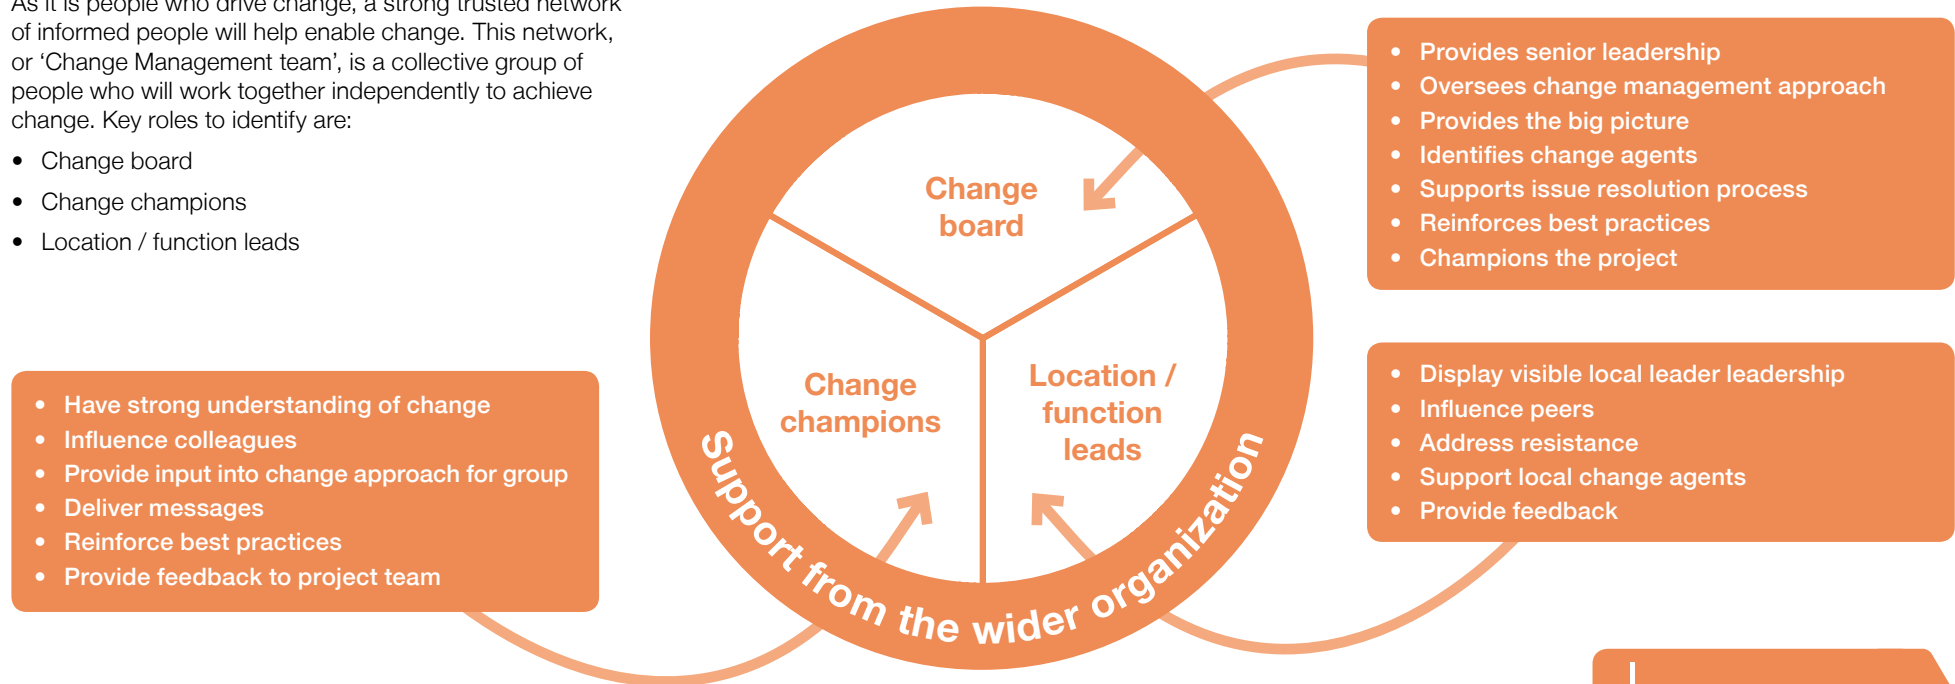 As it is people who drive change, a strong trusted network
of informed people will help enable change. This network,
or ‘Change Management team’, is a collective group of
people who will work together independently to achieve
change. Key roles to identify are:
• Change board
• Change champions
• Location / function leads
• Have strong understanding of change
• Influence colleagues
• Provide input into change approach for group
• Deliver messages
• Reinforce best practices
• Provide feedback to project team
Change
board
Change
champions
Location /
function
leads
Support from the wider organization
• Provides senior leadership
• Oversees change management approach
• Provides the big picture
• Identifies change agents
• Supports issue resolution process
• Reinforces best practices
• Champions the project
• Display visible local leader leadership
• Influence peers
• Address resistance
• Support local change agents
• Provide feedback